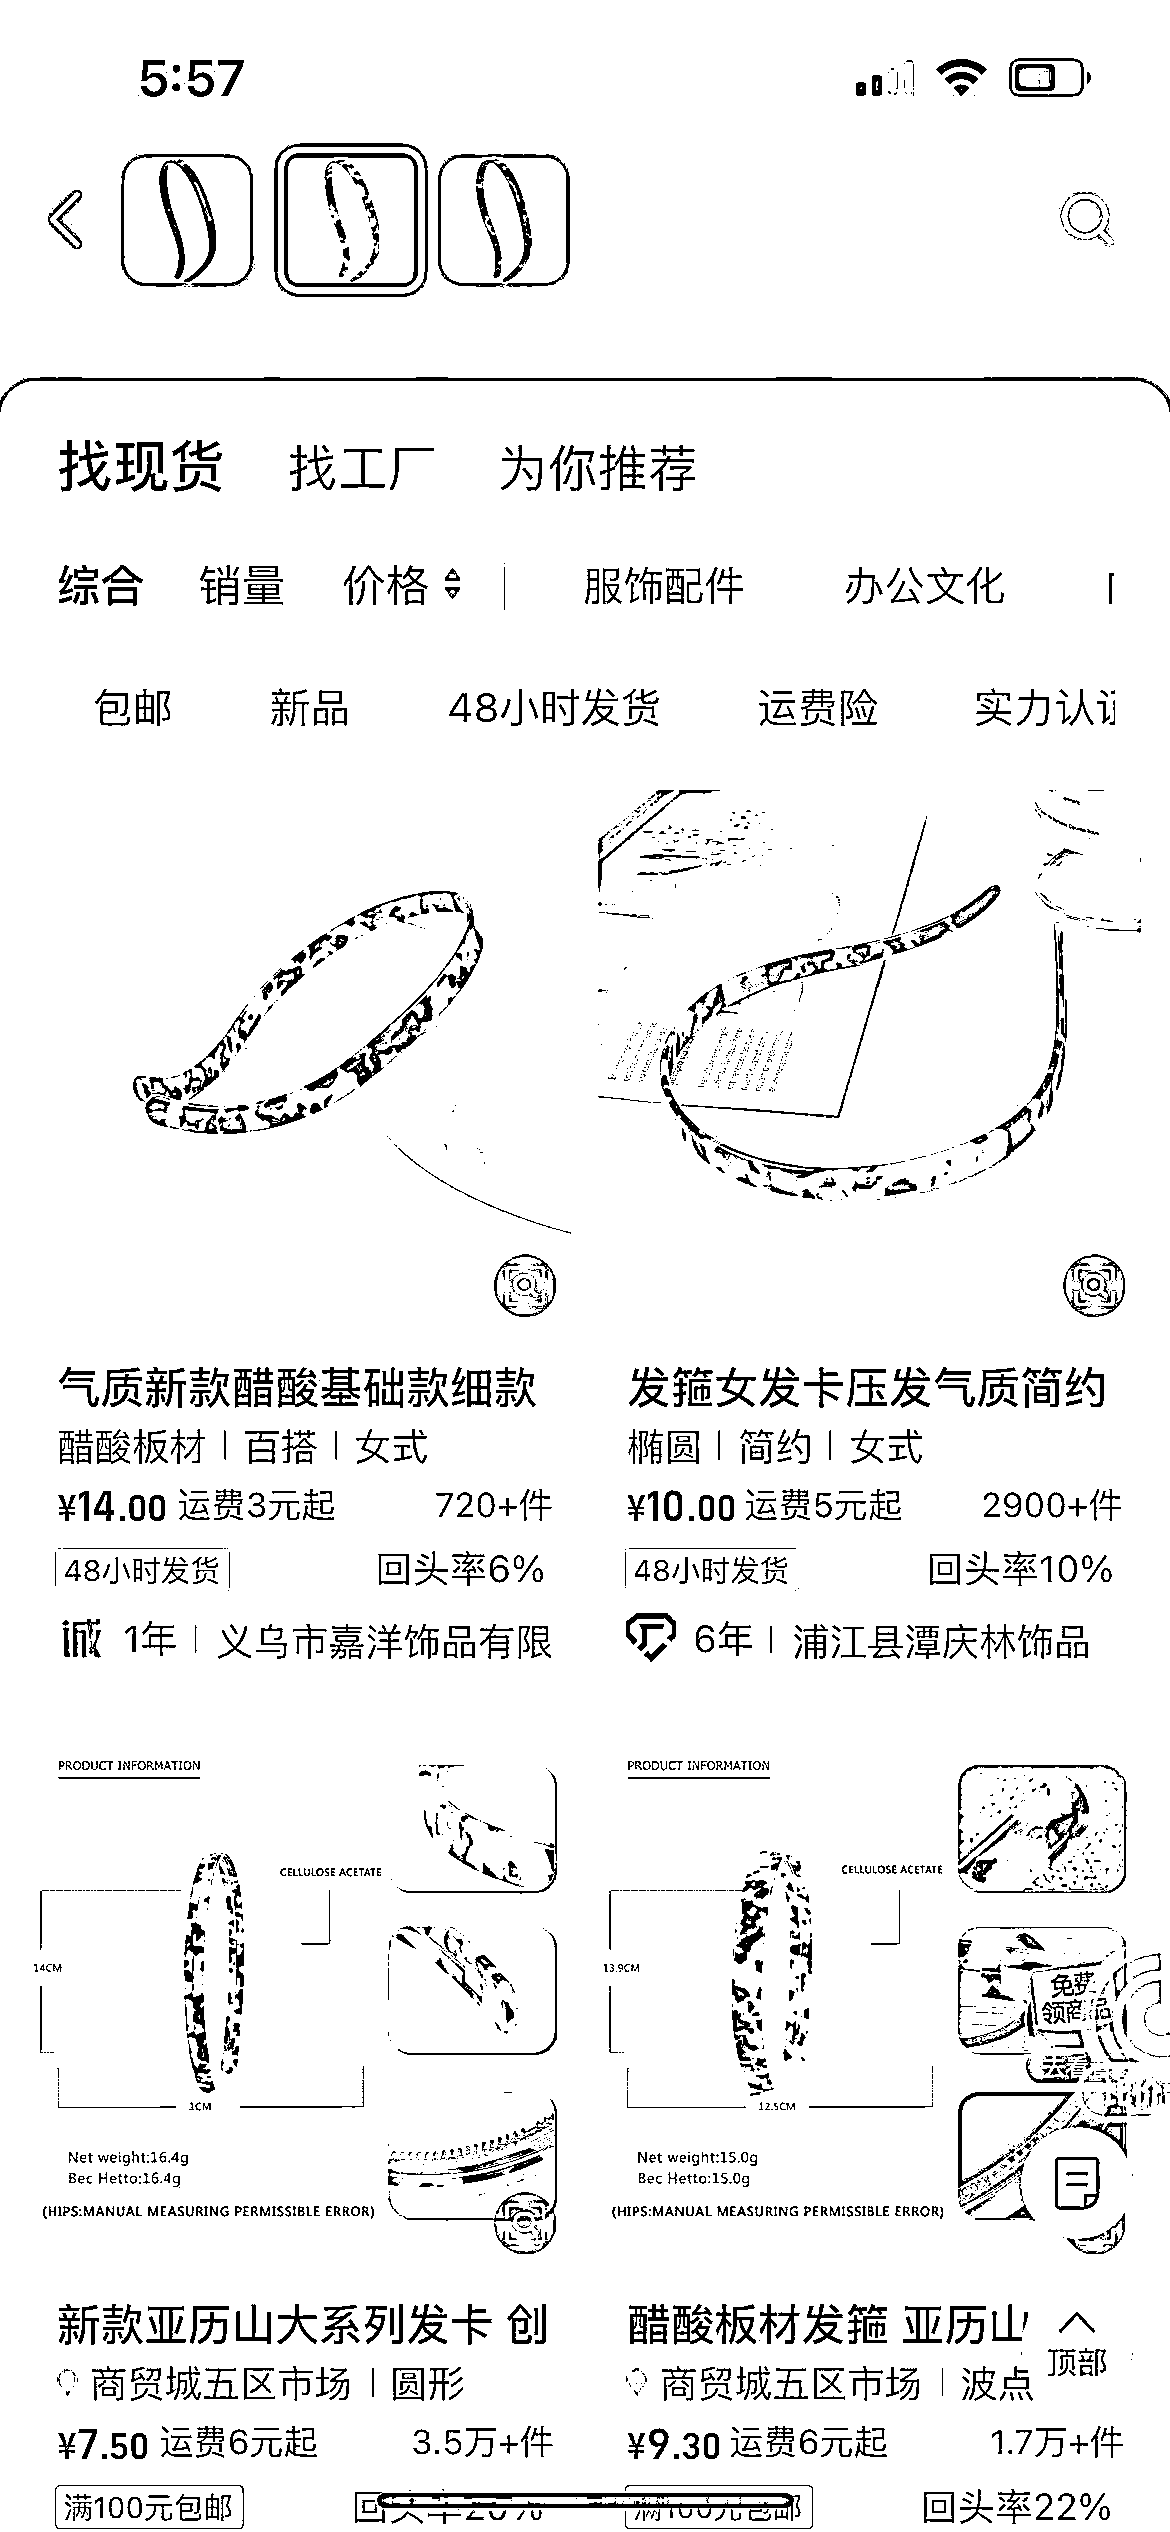 5:57
找现货 找工厂 为你推荐
综合 销量 价格 服饰配件 办公文化
包邮 新品 48小时发货 运费险 实力认证
气质新款醋酸基础款细款 发箍女发卡压发气质简约
醋酸板材 | 百搭 | 女式 椭圆 | 简约 | 女式
¥14.00 运费3元起 720+件 ¥10.00 运费5元起 2900+件
48小时发货 回头率6% 48小时发货 回头率10%
诚 1年 | 义乌市嘉洋饰品有限 6年 | 浦江县潭庆林饰品
PRODUCT INFORMATION PRODUCT INFORMATION
CELLULOSE ACETATE CELLULOSE ACETATE
14CM 13.9CM
免费
领商品
去看
1CM 12.5CM
Net weight:16.4g Net weight:15.0g
Bec Hetto:16.4g Bec Hetto:15.0g
(HIPS:MANUAL MEASURING PERMISSIBLE ERROR) (HIPS:MANUAL MEASURING PERMISSIBLE ERROR)
新款亚历山大系列发卡 创 醋酸板材发箍 亚历山
商贸城五区市场 | 圆形 商贸城五区市场 | 波点
顶部
¥7.50 运费6元起 3.5万+件 ¥9.30 运费6元起 1.7万+件
满100元包邮 回头率 满100元包邮 回头率22%